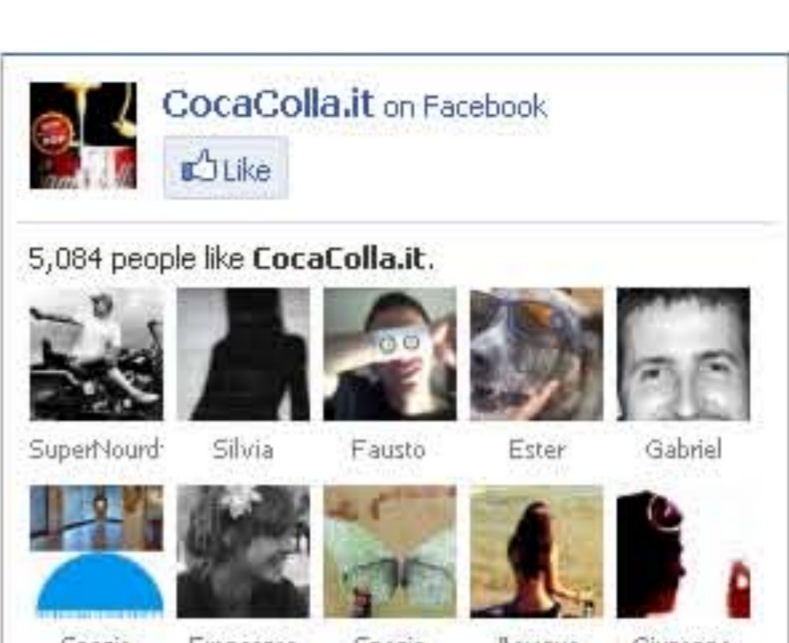 CocaColla.it on Facebook
Like
5,084 people like CocaColla.it.
SuperNourd Silvia Fausto Ester Gabriel